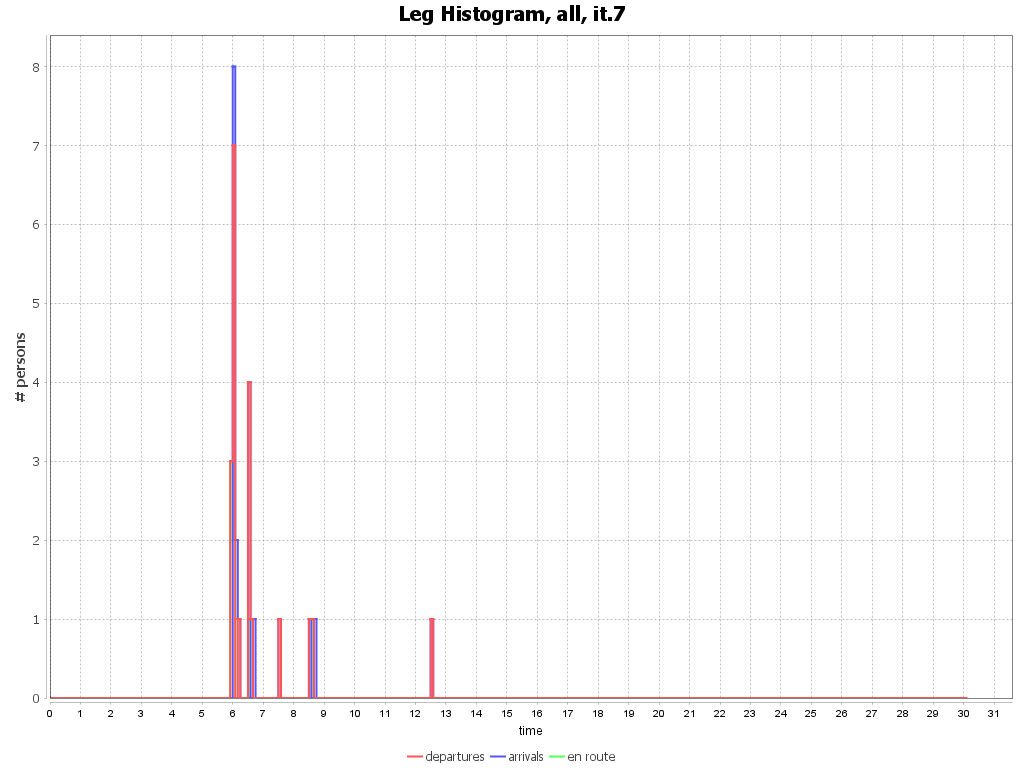 Leg Histogram, all, it.7
# persons
8
7
6
5
4
3
2
1
0
0 1 2 3 4 5 6 7 8 9 10 11 12 13 14 15 16 17 18 19 20 21 22 23 24 25 26 27 28 29 30 31
time
departures arrivals en route